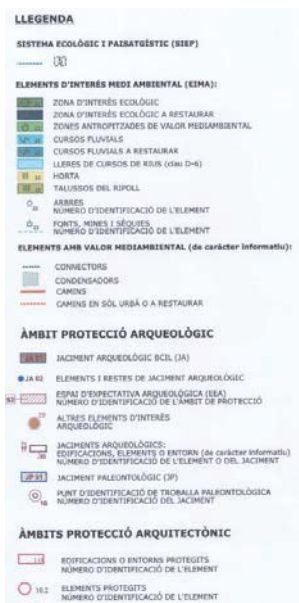 LLEGENDA
SISTEMA ECOLÒGIC I PAISATGÍSTIC (SIEP)
ELEMENTS D'INTERÈS MEDI AMBIENTAL (EIMA):
ZONA D'INTERÈS ECOLÒGIC
ZONA D'INTERÈS ECOLÒGIC A RESTAURAR
ZONES ANTROPITZADES DE VALOR MEDIAMBIENTAL
CURSOS FLUVIALS
CURSOS FLUVIALS A RESTAURAR
LLERES DE CURSOS DE RIUS (clau D-6)
HORTA
TALUSSOS DEL RIPOLL
ARBRES
NÚMERO D'IDENTIFICACIÓ DE L'ELEMENT
FONTS, MINES I SÉQUIES
NÚMERO D'IDENTIFICACIÓ DE L'ELEMENT
ELEMENTS AMB VALOR MEDIAMBIENTAL (de caràcter informatiu):
CONNECTORS
CONDENSADORS
CAMINS
CAMINS EN SÒL URBÀ O A RESTAURAR
ÀMBIT PROTECCIÓ ARQUEOLÒGIC
JACIMENT ARQUEOLÒGIC BCIL (JA)
JA 02 ELEMENTS I RESTES DE JACIMENT ARQUEOLÒGIC
ESPAI D'EXPECTATIVA ARQUEOLÒGICA (EEA)
NÚMERO D'IDENTIFICACIÓ DE L'ÀMBIT DE PROTECCIÓ
ALTRES ELEMENTS D'INTERÈS
ARQUEOLÒGIC
JACIMENTS ARQUEOLÒGICS:
EDIFICACIONS, ELEMENTS O ENTORN (de caràcter informatiu)
NÚMERO D'IDENTIFICACIÓ DE L'ELEMENT O DEL JACIMENT
JP 01 JACIMENT PALEONTOLÒGIC (JP)
PUNT D'IDENTIFICACIÓ DE TROBALLA PALEONTOLÒGICA
NÚMERO D'IDENTIFICACIÓ DEL JACIMENT
ÀMBITS PROTECCIÓ ARQUITECTÒNIC
EDIFICACIONS O ENTORNS PROTEGITS
NÚMERO D'IDENTIFICACIÓ DE L'ELEMENT
10.2 ELEMENTS PROTEGITS
NÚMERO D'IDENTIFICACIÓ DE L'ELEMENT